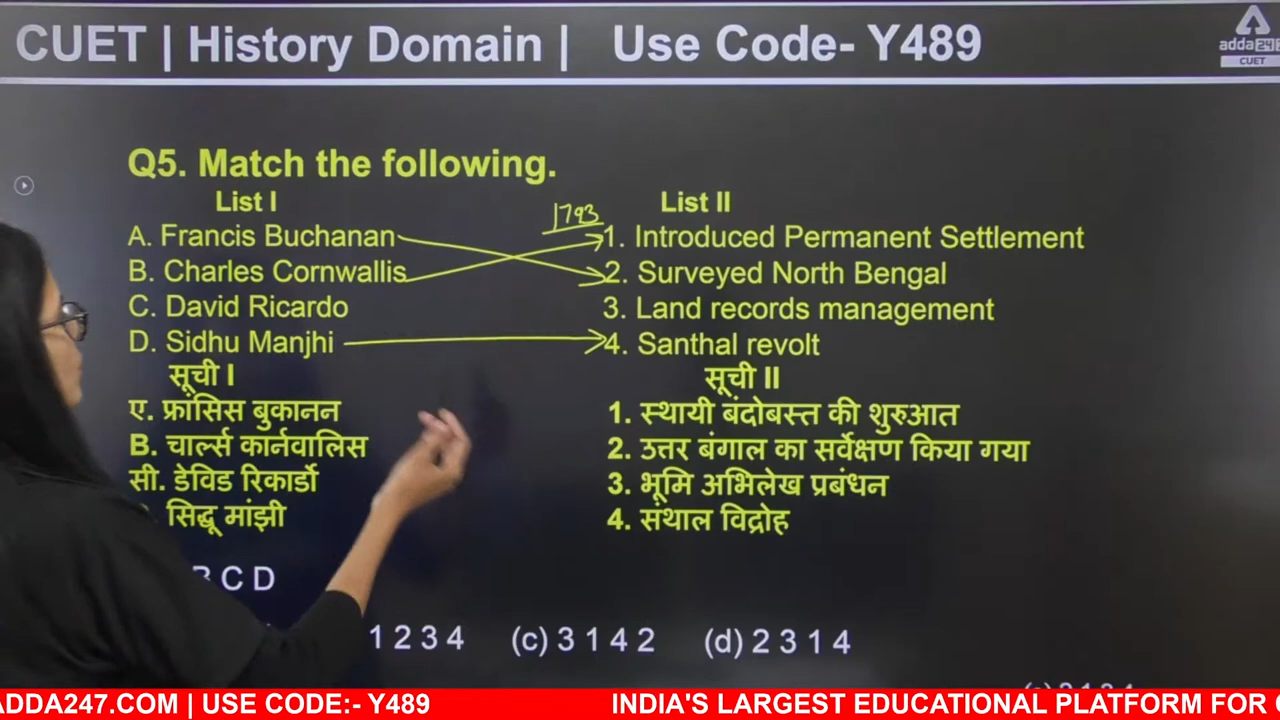 CUET | History Domain | Use Code- Y489
adda247
CUET
Q5. Match the following.
List I List II
1793
A. Francis Buchanan 1. Introduced Permanent Settlement
B. Charles Cornwallis 2. Surveyed North Bengal
C. David Ricardo 3. Land records management
D. Sidhu Manjhi 4. Santhal revolt
सूची I सूची II
ए. फ्रांसिस बुकानन 1. स्थायी बंदोबस्त की शुरुआत
B. चार्ल्स कार्नवालिस 2. उत्तर बंगाल का सर्वेक्षण किया गया
सी. डेविड रिकार्डो 3. भूमि अभिलेख प्रबंधन
सिद्धू मांझी 4. संथाल विद्रोह
B C D
1 2 3 4 (c) 3 1 4 2 (d) 2 3 1 4
ADDA247.COM | USE CODE:- Y489 INDIA'S LARGEST EDUCATIONAL PLATFORM FOR